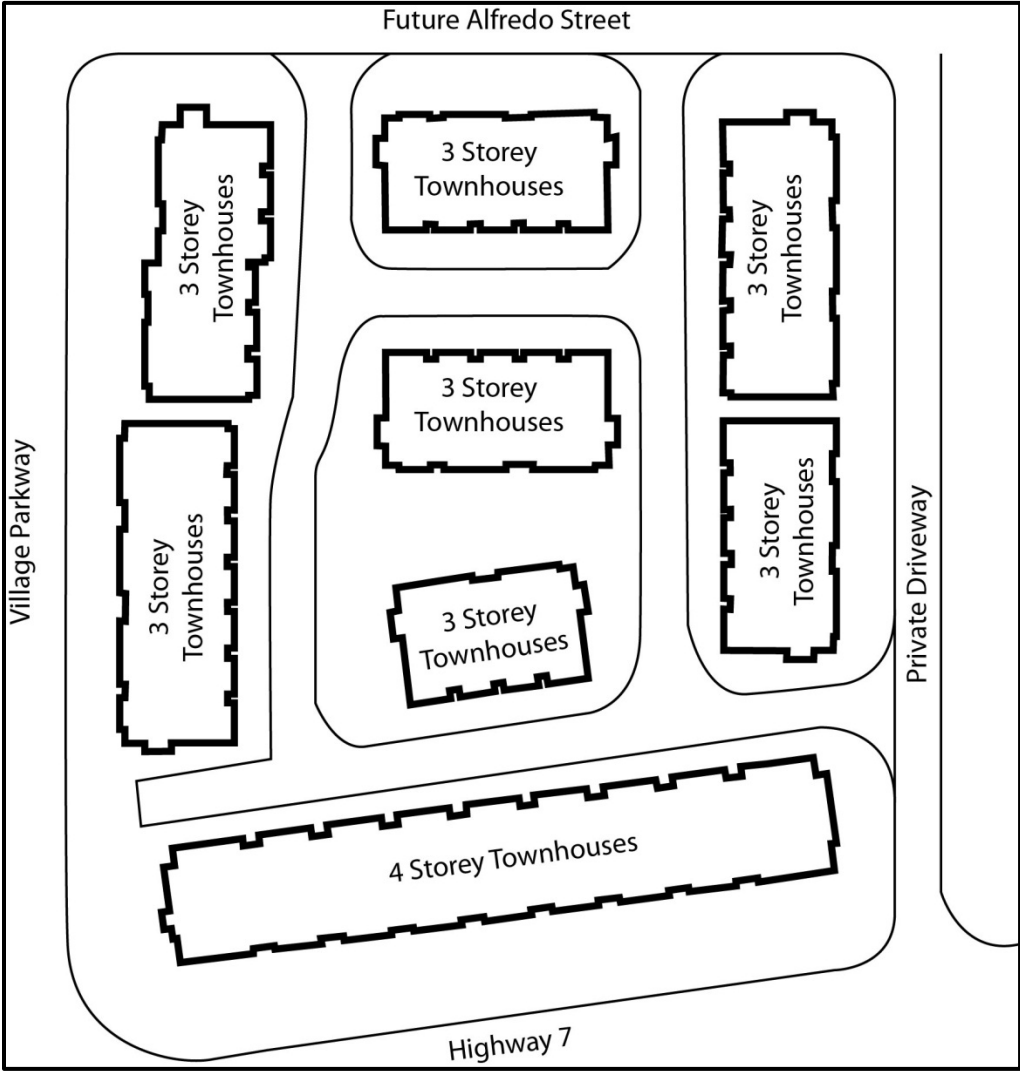 Future Alfredo Street
3 Storey
Townhouses
3 Storey
Townhouses
3 Storey
Townhouses
3 Storey
Townhouses
3 Storey
Townhouses
3 Storey
Townhouses
3 Storey
Townhouses
4 Storey Townhouses
Village Parkway
Private Driveway
Highway 7